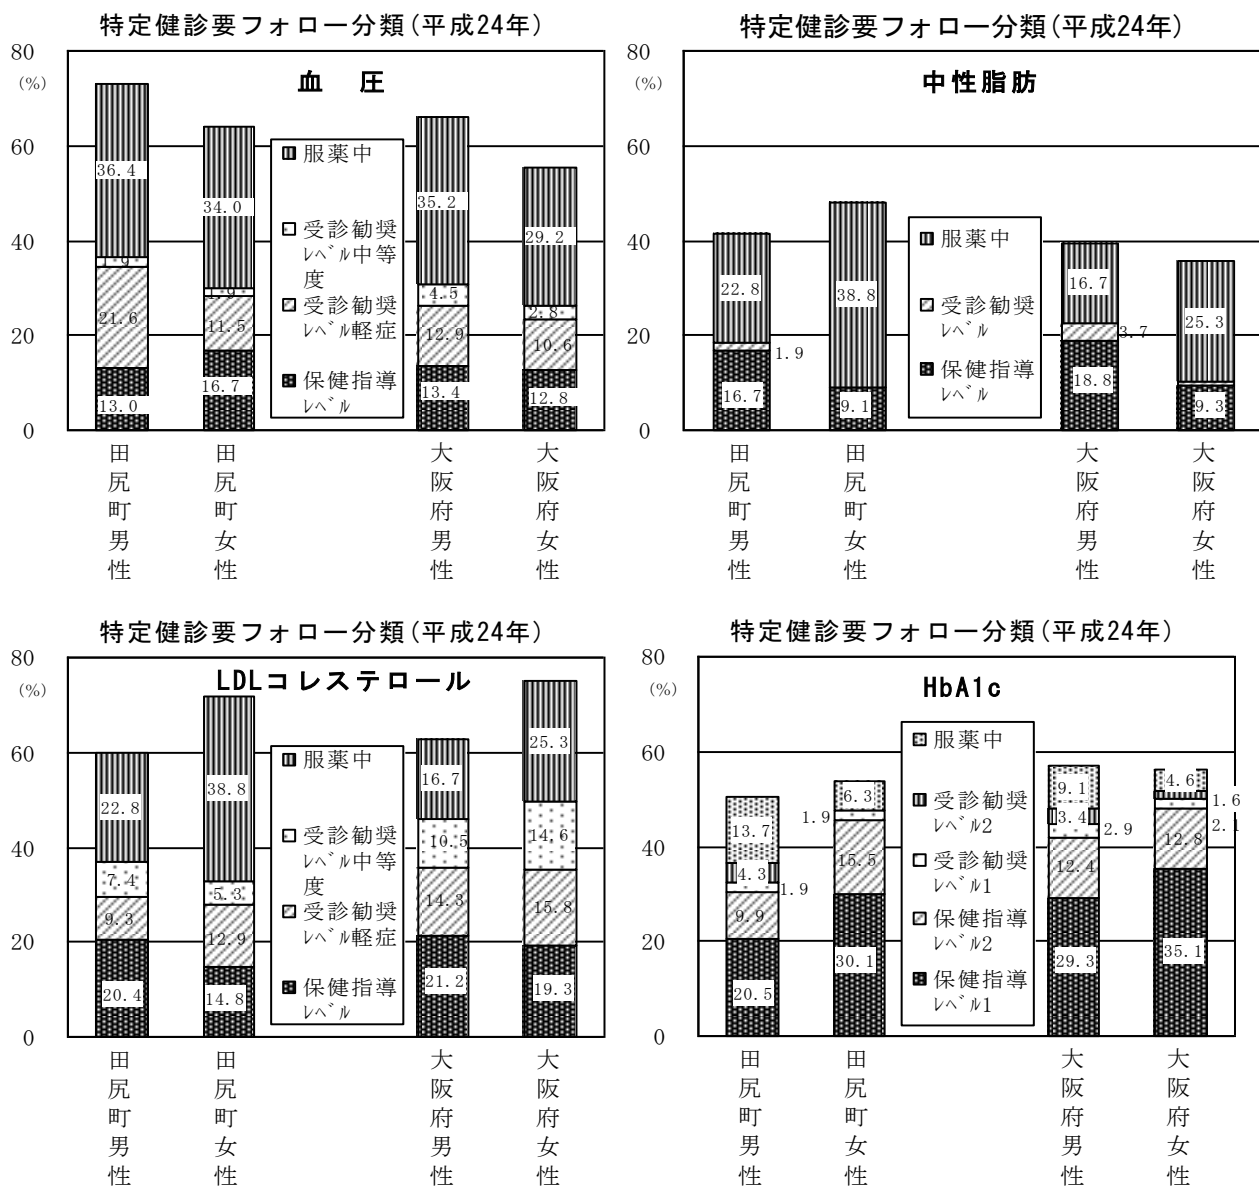 特定健診要フォロー分類(平成24年)
血 圧
80
(%)
60
40
20
0
36.4
1.9
21.6
13.0
34.0
1.9
11.5
16.7
服薬中
受診勧奨
レベル中等
度
受診勧奨
レベル軽症
保健指導
レベル
35.2
4.5
12.9
13.4
29.2
2.8
10.6
12.8
田尻町男性
田尻町女性
大阪府男性
大阪府女性
特定健診要フォロー分類(平成24年)
中性脂肪
80
(%)
60
40
20
0
22.8
1.9
16.7
38.8
9.1
服薬中
受診勧奨
レベル
保健指導
レベル
16.7
3.7
18.8
25.3
9.3
田尻町男性
田尻町女性
大阪府男性
大阪府女性
特定健診要フォロー分類(平成24年)
LDLコレステロール
80
(%)
60
40
20
0
22.8
7.4
9.3
20.4
38.8
5.3
12.9
14.8
服薬中
受診勧奨
レベル中等
度
受診勧奨
レベル軽症
保健指導
レベル
16.7
10.5
14.3
21.2
25.3
14.6
15.8
19.3
田尻町男性
田尻町女性
大阪府男性
大阪府女性
特定健診要フォロー分類(平成24年)
HbA1c
80
(%)
60
40
20
0
13.7
4.3
1.9
9.9
20.5
6.3
1.9
15.5
30.1
服薬中
受診勧奨
レベル2
受診勧奨
レベル1
保健指導
レベル2
保健指導
レベル1
9.1
3.4
2.9
12.4
29.3
4.6
1.6
2.1
12.8
35.1
田尻町男性
田尻町女性
大阪府男性
大阪府女性